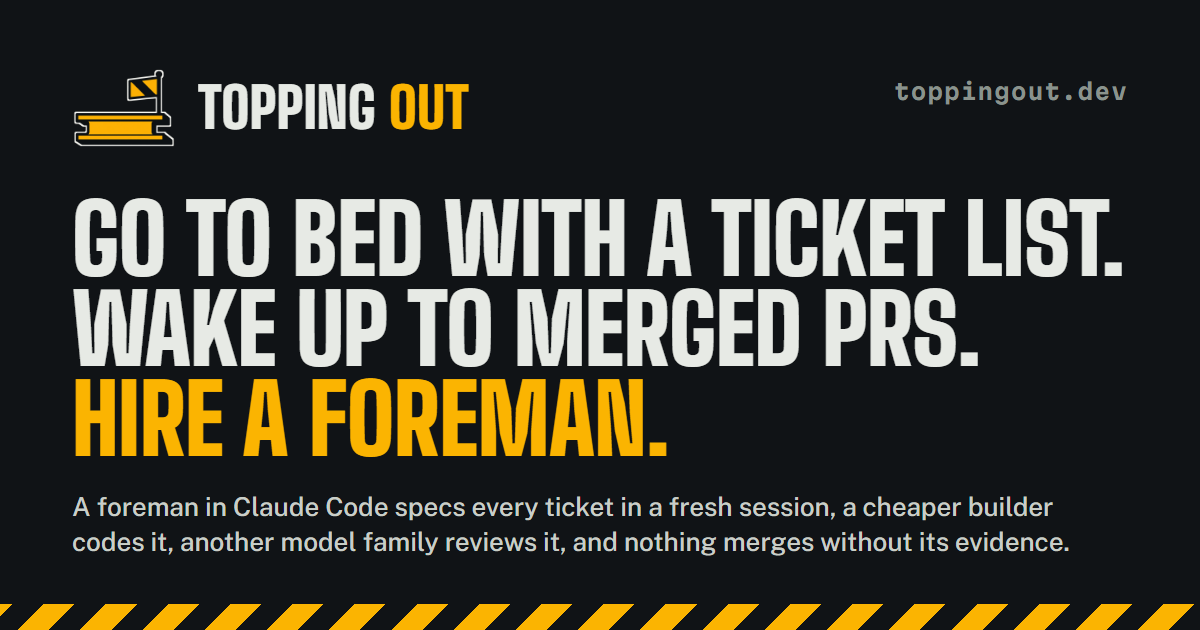 TOPPING OUT
toppingout.dev
GO TO BED WITH A TICKET LIST.
WAKE UP TO MERGED PRS.
HIRE A FOREMAN.
A foreman in Claude Code specs every ticket in a fresh session, a cheaper builder
codes it, another model family reviews it, and nothing merges without its evidence.